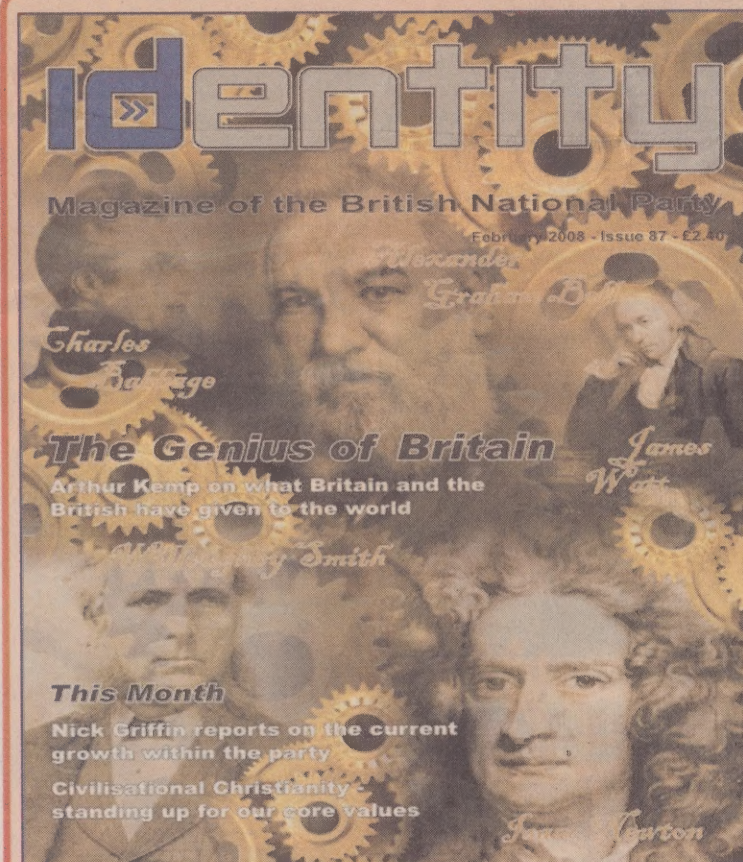 identity
Magazine of the British National Party
February 2008 - Issue 87 - £2.40
Alexander
Graham Bell
Charles
Babbage
James
Watt
The Genius of Britain
Arthur Kemp on what Britain and the
British have given to the world
Smith
This Month
Nick Griffin reports on the current
growth within the party
Civilisational Christianity -
standing up for our core values
Isaac Newton